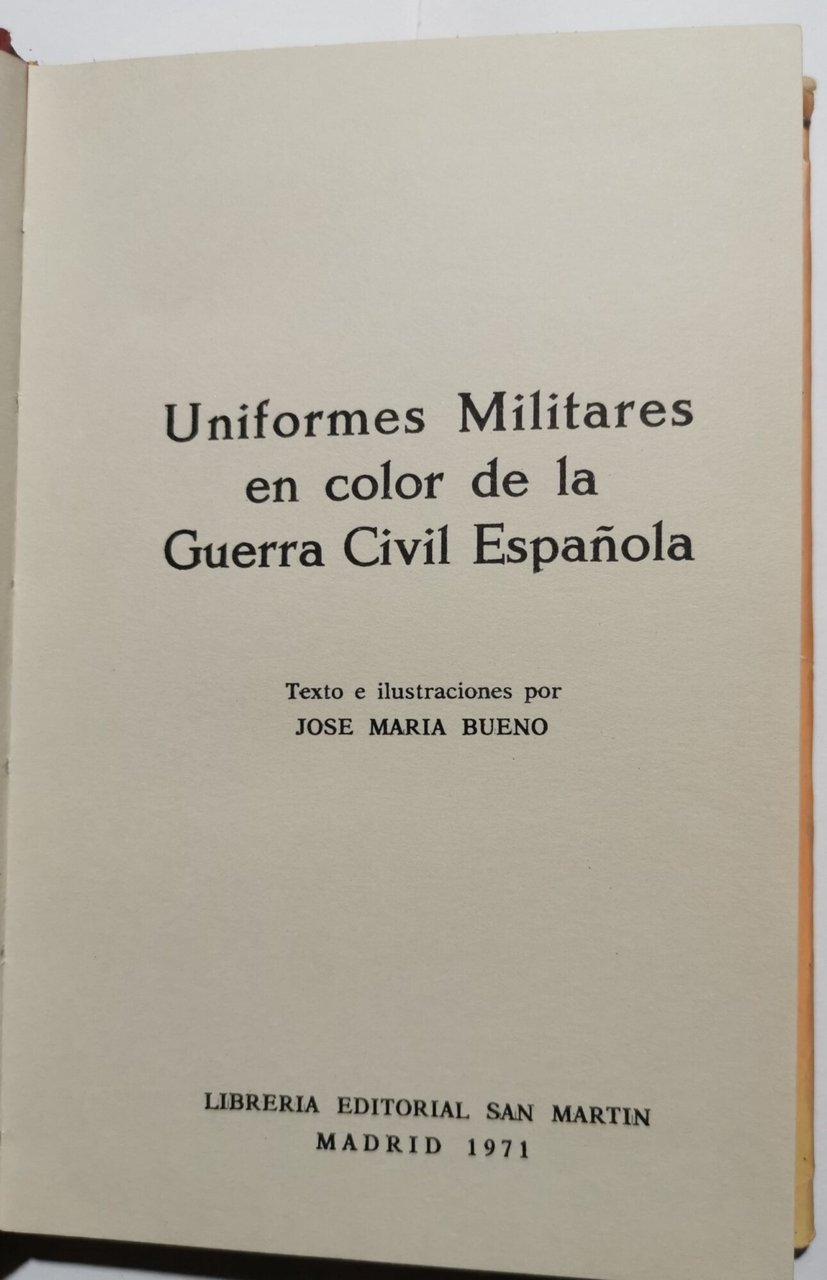 Uniformes Militares
en color de la
Guerra Civil Española
Texto e ilustraciones por
JOSE MARIA BUENO
LIBRERIA EDITORIAL SAN MARTIN
MADRID 1971